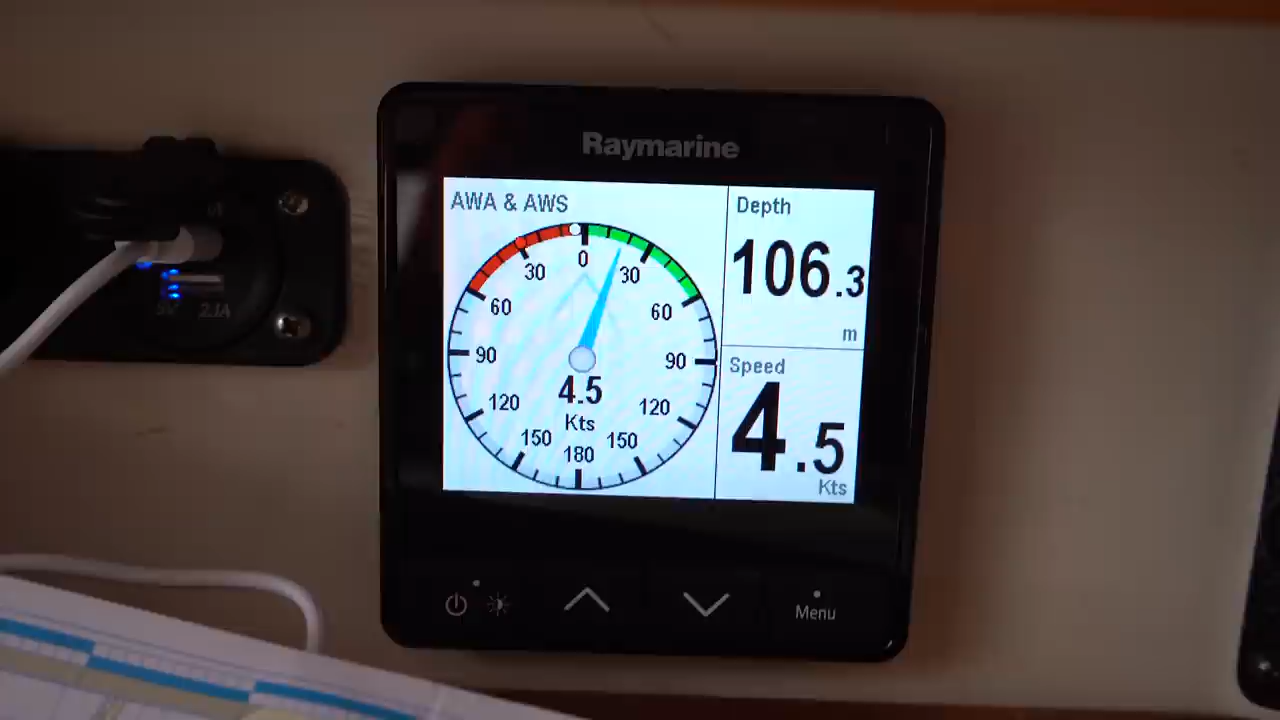 Raymarine
AWA & AWS
0
30
30
60
60
90
90
120
120
150
150
180
4.5
Kts
Depth
106.3
m
Speed
4.5
Kts
Menu
2.1A